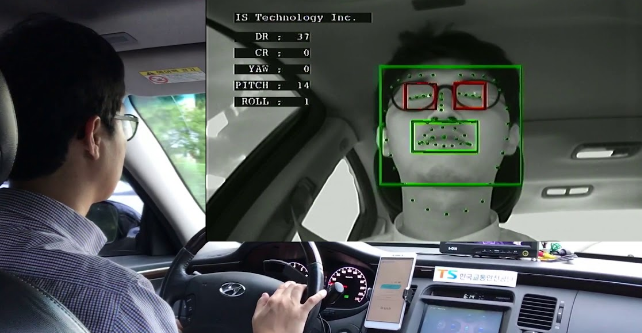 IS Technology Inc.
DR : 37
CR : 0
YAW : 0
PITCH : 14
ROLL : 1
TS 한국교통안전공단